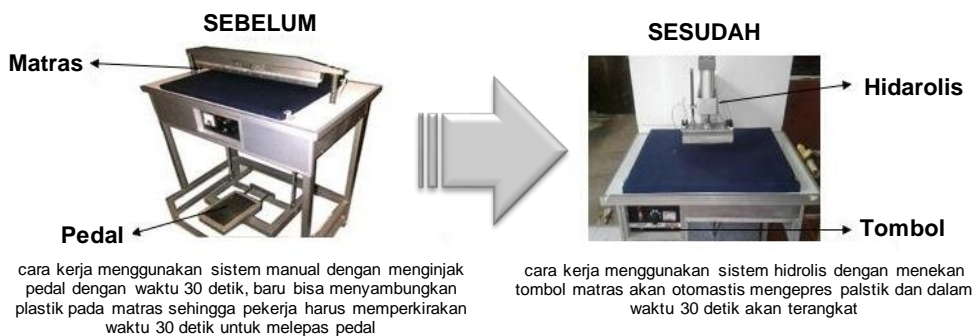 SEBELUM
Matras
Pedal
cara kerja menggunakan sistem manual dengan menginjak
pedal dengan waktu 30 detik, baru bisa menyambungkan
plastik pada matras sehingga pekerja harus memperkirakan
waktu 30 detik untuk melepas pedal
SESUDAH
Hidarolis
Tombol
cara kerja menggunakan sistem hidrolis dengan menekan
tombol matras akan otomastis mengepres palstik dan dalam
waktu 30 detik akan terangkat